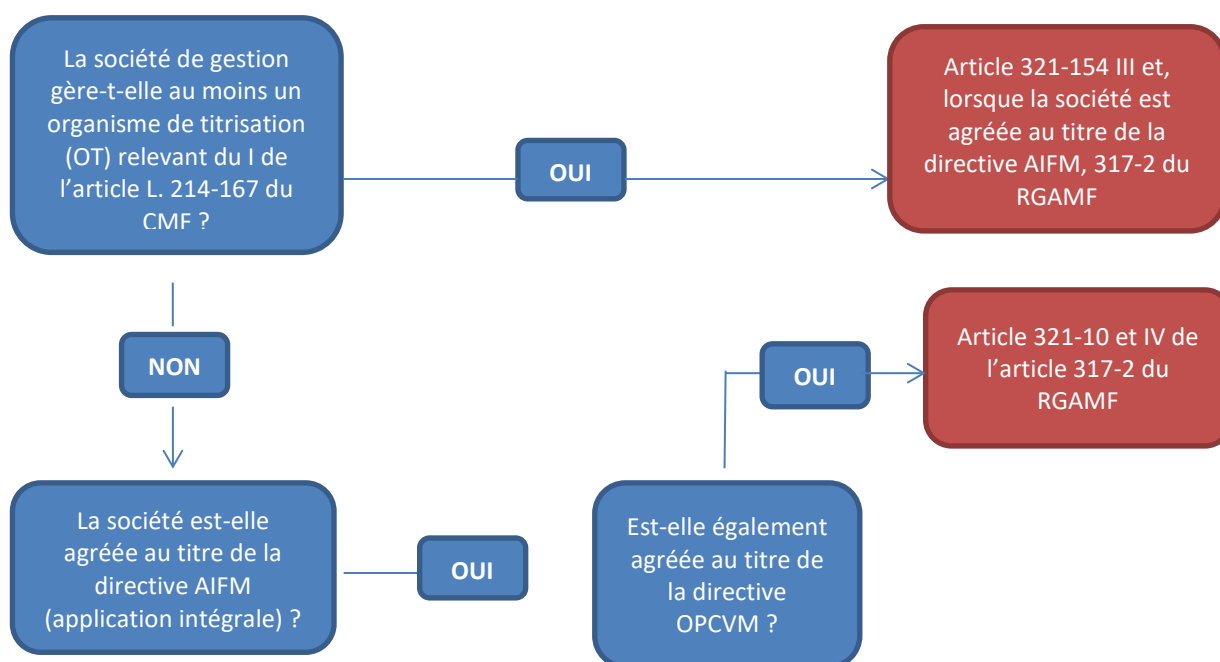 La société de gestion
gère-t-elle au moins un
organisme de titrisation
(OT) relevant du I de
l’article L. 214-167 du
CMF ?
OUI
Article 321-154 III et,
lorsque la société est
agréée au titre de la
directive AIFM, 317-2 du
RGAMF
NON
OUI
Article 321-10 et IV de
l’article 317-2 du
RGAMF
La société est-elle
agréée au titre de la
directive AIFM
(application intégrale) ?
OUI
Est-elle également
agréée au titre de
la directive
OPCVM ?